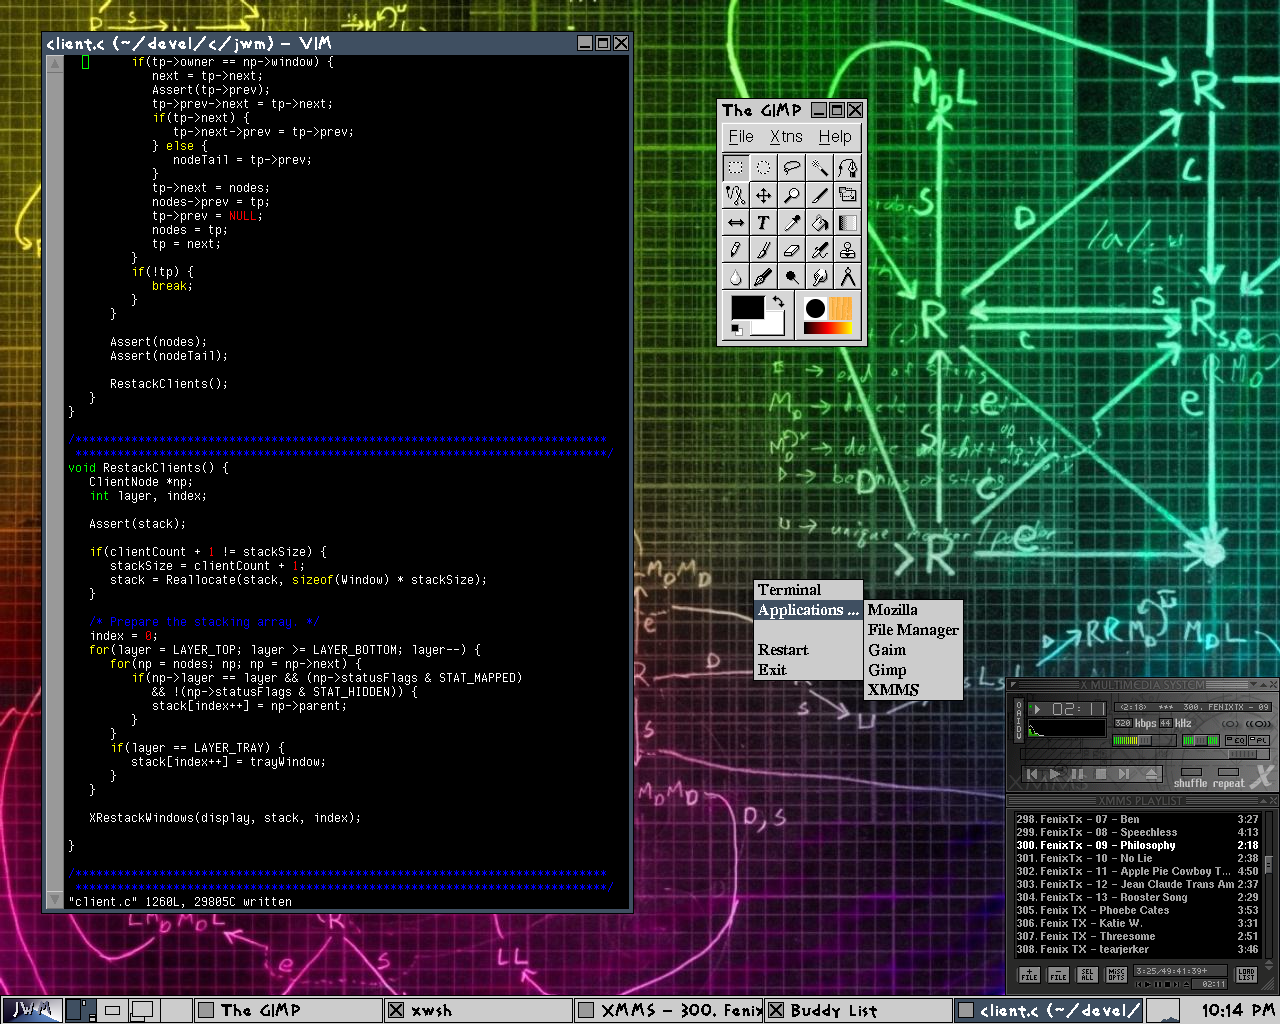 client.c (~/devel/c/jwm) - VIM
if(tp->owner == np->window) {
next = tp->next;
Assert(tp->prev);
tp->prev->next = tp->next;
if(tp->next) {
tp->next->prev = tp->prev;
} else {
nodeTail = tp->prev;
}
tp->next = nodes;
nodes->prev = tp;
tp->prev = NULL;
nodes = tp;
tp = next;
}
if(!tp) {
break;
}
}
Assert(nodes);
Assert(nodeTail);
RestackClients();
}
}
/****************************************************************************
****************************************************************************/
void RestackClients() {
ClientNode *np;
int layer, index;
Assert(stack);
if(clientCount + 1 != stackSize) {
stackSize = clientCount + 1;
stack = Reallocate(stack, sizeof(Window) * stackSize);
}
/* Prepare the stacking array. */
index = 0;
for(layer = LAYER_TOP; layer >= LAYER_BOTTOM; layer--) {
for(np = nodes; np; np = np->next) {
if(np->layer == layer && (np->statusFlags & STAT_MAPPED)
&& !(np->statusFlags & STAT_HIDDEN)) {
stack[index++] = np->parent;
}
}
if(layer == LAYER_TRAY) {
stack[index++] = trayWindow;
}
}
XRestackWindows(display, stack, index);
}
/****************************************************************************
****************************************************************************/
"client.c" 1260L, 29805C written
The GIMP
File Xtns Help
Terminal
Applications ...
Restart
Exit
Mozilla
File Manager
Gaim
Gimp
XMMS
X MULTIMEDIA SYSTEM
02:11
<2:18> *** 300. FENIXTX - 09
320 kbps 44 kHz
EQ PL
shuffle repeat
XMMS PLAYLIST
298. FenixTx - 07 - Ben 3:27
299. FenixTx - 08 - Speechless 4:13
300. FenixTx - 09 - Philosophy 2:18
301. FenixTx - 10 - No Lie 2:38
302. FenixTx - 11 - Apple Pie Cowboy T... 4:50
303. FenixTx - 12 - Jean Claude Trans Am 2:37
304. FenixTx - 13 - Rooster Song 2:29
305. Fenix TX - Phoebe Cates 3:53
306. Fenix TX - Katie W. 3:31
307. Fenix TX - Threesome 2:51
308. Fenix TX - tearjerker 3:46
+ FILE - FILE SEL ALL MISC OPTS 3:25/49:41:39+ LOAD LIST
02:11
JWM The GIMP xwsh XMMS - 300. Fenix Buddy List client.c (~/devel/ 10:14 PM